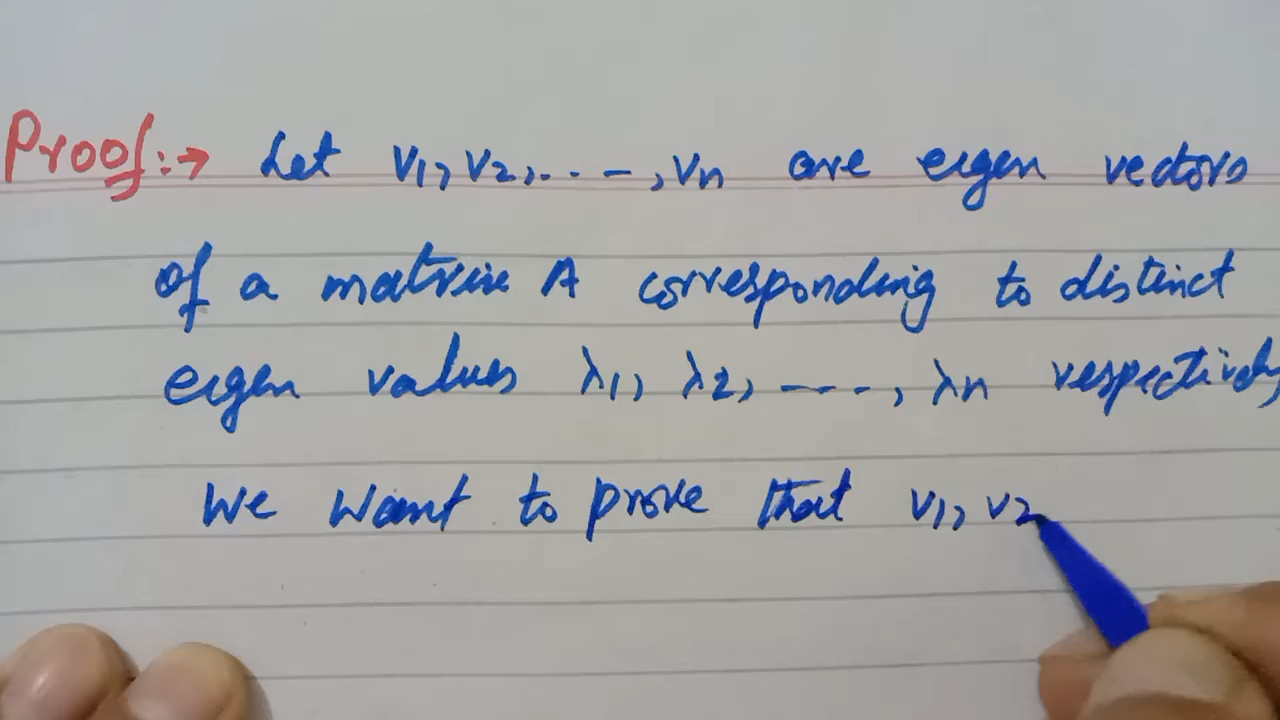 Proof:→ Let v1, v2,...-, vn are eigen vectors
of a matrix A corresponding to distinct
eigen values λ1, λ2, ----, λn respectively
We want to prove that v1, v2